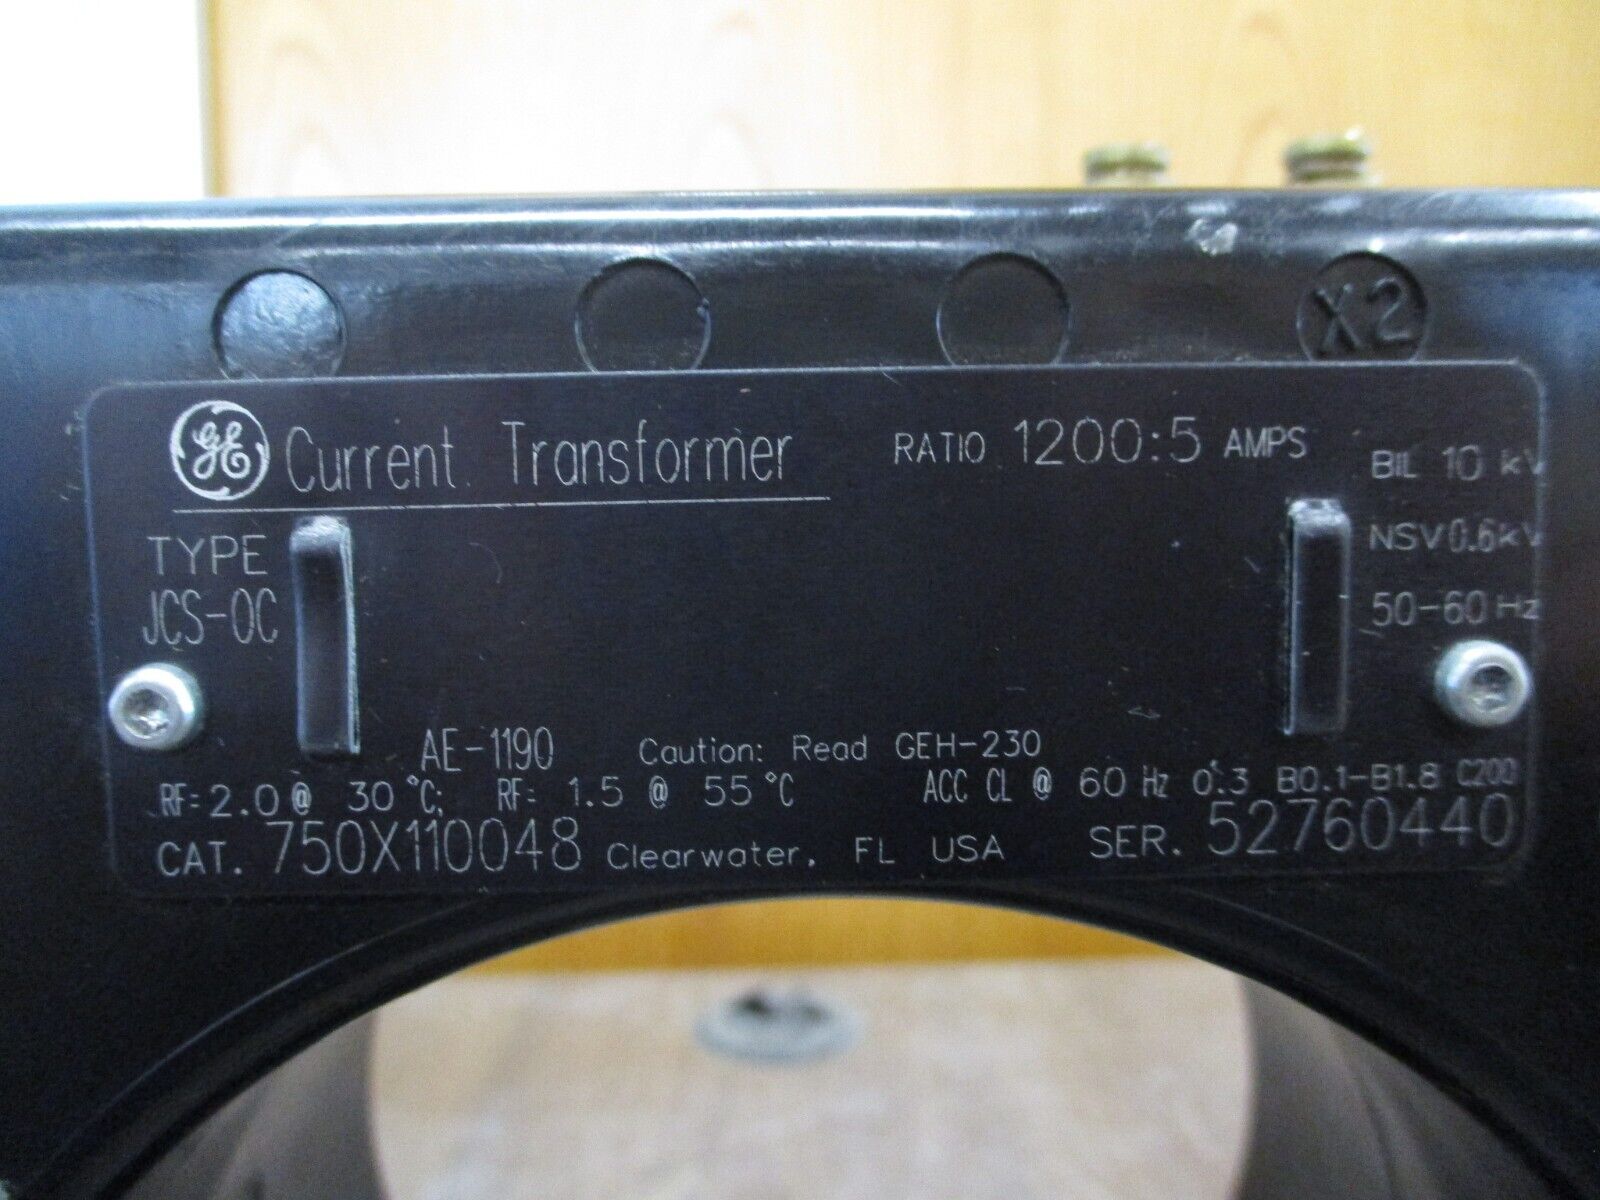 X2
GE Current Transformer RATIO 1200:5 AMPS BIL 10 kV
TYPE NSV 0.6kV
JCS-0C 50-60 Hz
AE-1190 Caution: Read GEH-230
RF=2.0 @ 30 °C; RF= 1.5 @ 55 °C ACC CL @ 60 Hz 0.3 B0.1-B1.8 C200
CAT. 750X110048 Clearwater, FL USA SER. 52760440